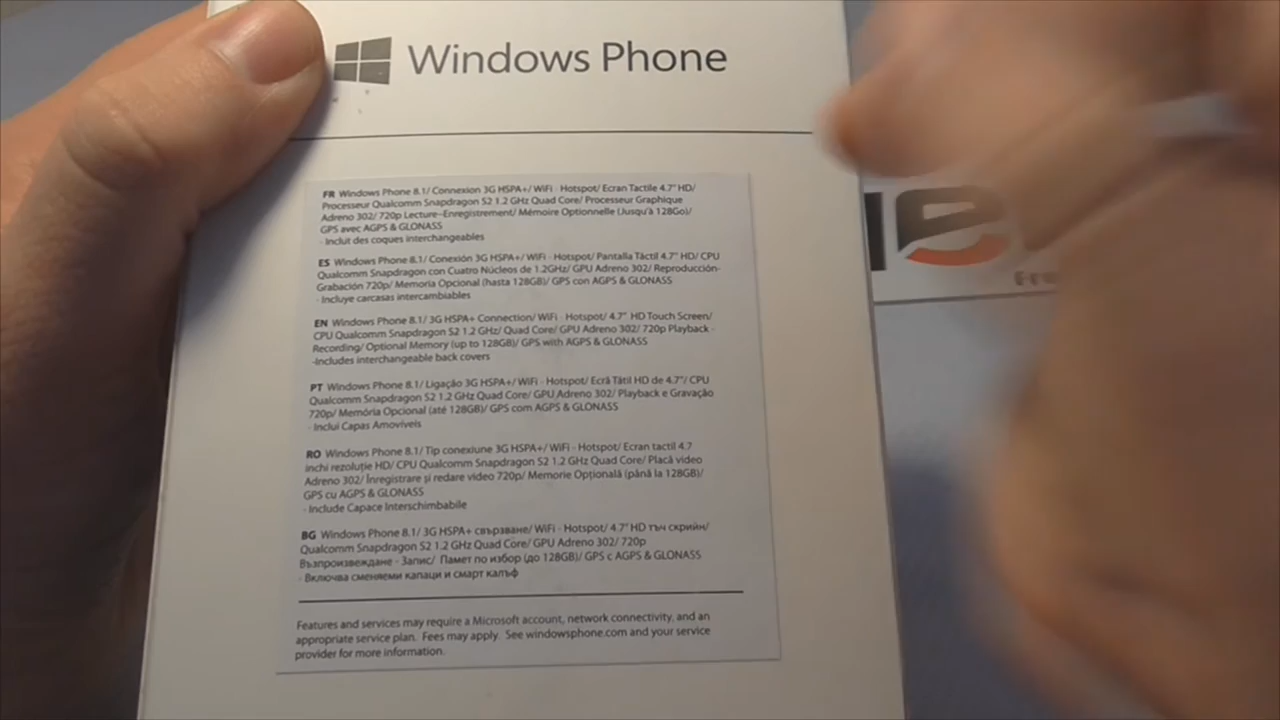 Windows Phone
FR Windows Phone 8.1/ Connexion 3G HSPA+/ WiFi - Hotspot/ Ecran Tactile 4.7" HD/
Processeur Qualcomm Snapdragon S2 1.2 GHz Quad Core/ Processeur Graphique
Adreno 302/ 720p Lecture-Enregistrement/ Mémoire Optionnelle (Jusqu'à 128Go)/
GPS avec AGPS & GLONASS
- Inclut des coques interchangeables
ES Windows Phone 8.1/ Conexión 3G HSPA+/ WiFi - Hotspot/ Pantalla Táctil 4.7" HD/ CPU
Qualcomm Snapdragon con Cuatro Núcleos de 1.2GHz/ GPU Adreno 302/ Reproducción-
Grabación 720p/ Memoria Opcional (hasta 128GB)/ GPS con AGPS & GLONASS
- Incluye carcasas intercambiables
EN Windows Phone 8.1/ 3G HSPA+ Connection/ WiFi - Hotspot/ 4.7" HD Touch Screen/
CPU Qualcomm Snapdragon S2 1.2 GHz/ Quad Core/ GPU Adreno 302/ 720p Playback -
Recording/ Optional Memory (up to 128GB)/ GPS with AGPS & GLONASS
-Includes interchangeable back covers
PT Windows Phone 8.1/ Ligação 3G HSPA+/ WiFi - Hotspot/ Ecrã Tátil HD de 4.7"/ CPU
Qualcomm Snapdragon S2 1.2 GHz Quad Core/ GPU Adreno 302/ Playback e Gravação
720p/ Memória Opcional (até 128GB)/ GPS com AGPS & GLONASS
- Inclui Capas Amovíveis
RO Windows Phone 8.1/ Tip conexiune 3G HSPA+/ WiFi - Hotspot/ Ecran tactil 4.7
inchi rezoluție HD/ CPU Qualcomm Snapdragon S2 1.2 GHz Quad Core/ Placă video
Adreno 302/ Înregistrare și redare video 720p/ Memorie Opțională (până la 128GB)/
GPS cu AGPS & GLONASS
- Include Capace Interschimbabile
BG Windows Phone 8.1/ 3G HSPA+ свързване/ WiFi - Hotspot/ 4.7" HD тъч скрийн/
Qualcomm Snapdragon S2 1.2 GHz Quad Core/ GPU Adreno 302/ 720p
Възпроизвеждане - Запис/ Памет по избор (до 128GB)/ GPS с AGPS & GLONASS
- Включва сменяеми капаци и смарт калъф
Features and services may require a Microsoft account, network connectivity, and an
appropriate service plan. Fees may apply. See windowsphone.com and your service
provider for more information.